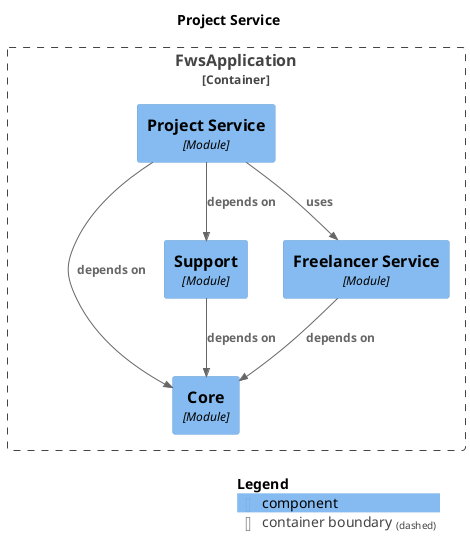 Project Service
FwsApplication
[Container]
Project Service
[Module]
depends on
uses
depends on
Support
[Module]
Freelancer Service
[Module]
depends on
depends on
Core
[Module]
Legend
component
container boundary (dashed)